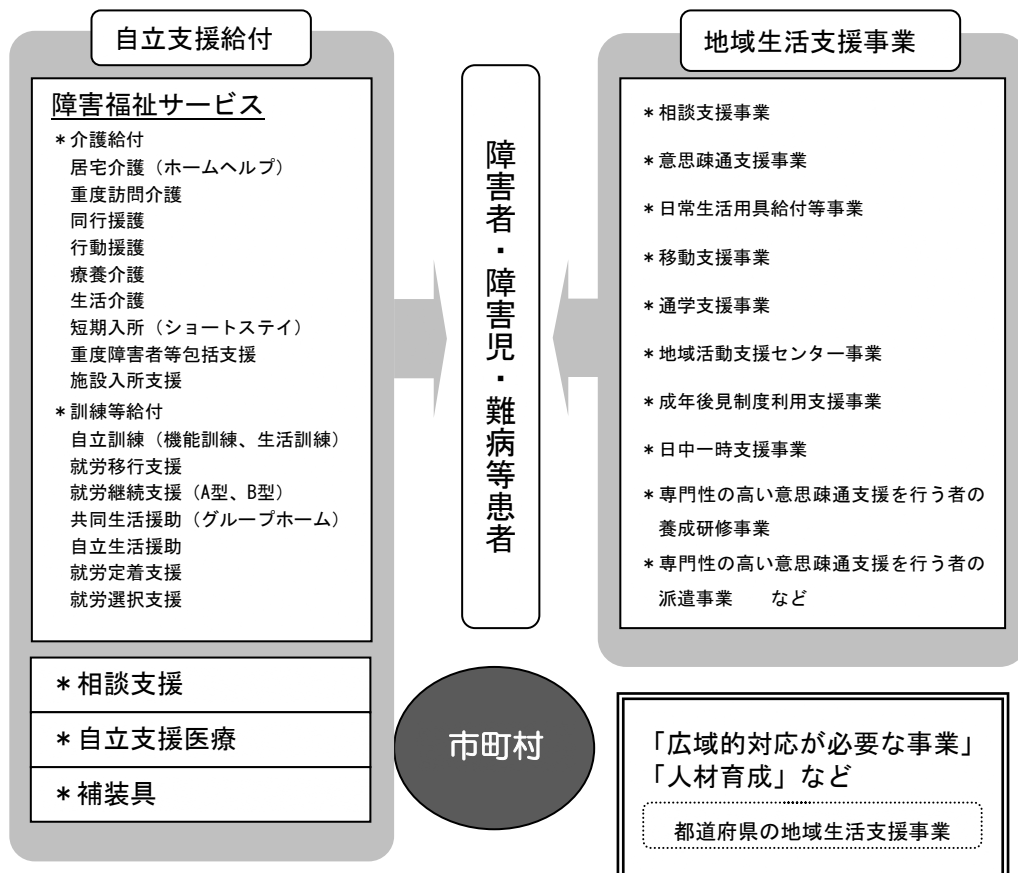 自立支援給付
障害福祉サービス
＊介護給付
居宅介護（ホームヘルプ）
重度訪問介護
同行援護
行動援護
療養介護
生活介護
短期入所（ショートステイ）
重度障害者等包括支援
施設入所支援
＊訓練等給付
自立訓練（機能訓練、生活訓練）
就労移行支援
就労継続支援（A型、B型）
共同生活援助（グループホーム）
自立生活援助
就労定着支援
就労選択支援
＊相談支援
＊自立支援医療
＊補装具
障害者・障害児・難病等患者
市町村
地域生活支援事業
＊相談支援事業
＊意思疎通支援事業
＊日常生活用具給付等事業
＊移動支援事業
＊通学支援事業
＊地域活動支援センター事業
＊成年後見制度利用支援事業
＊日中一時支援事業
＊専門性の高い意思疎通支援を行う者の
養成研修事業
＊専門性の高い意思疎通支援を行う者の
派遣事業　　など
「広域的対応が必要な事業」
「人材育成」など
都道府県の地域生活支援事業